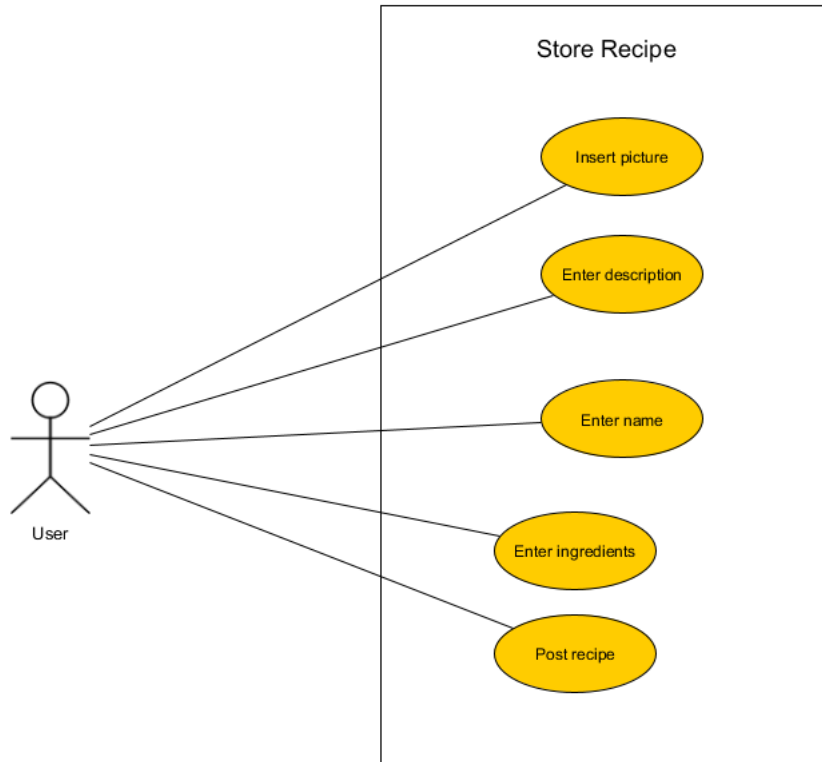 Store Recipe
Insert picture
Enter description
Enter name
Enter ingredients
Post recipe
User